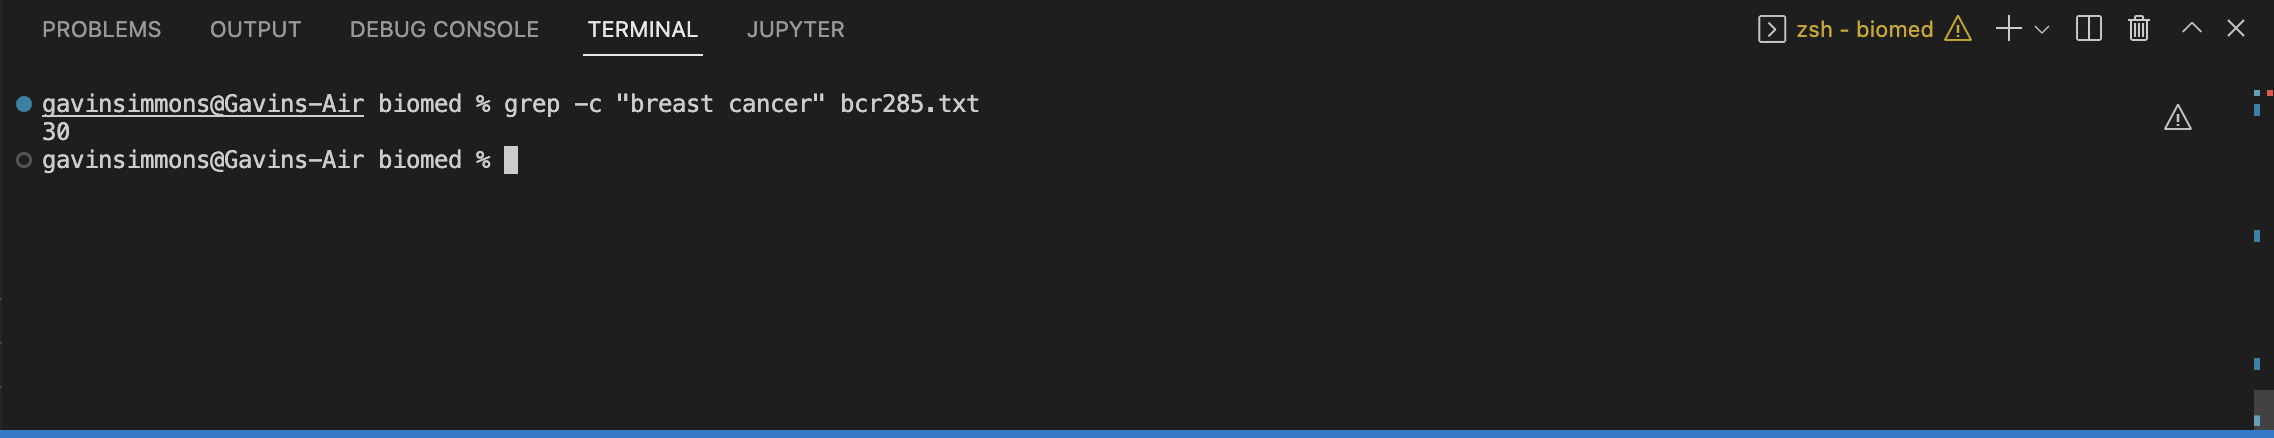 PROBLEMS OUTPUT DEBUG CONSOLE TERMINAL JUPYTER zsh - biomed
gavinsimmons@Gavins-Air biomed % grep -c "breast cancer" bcr285.txt
30
gavinsimmons@Gavins-Air biomed %